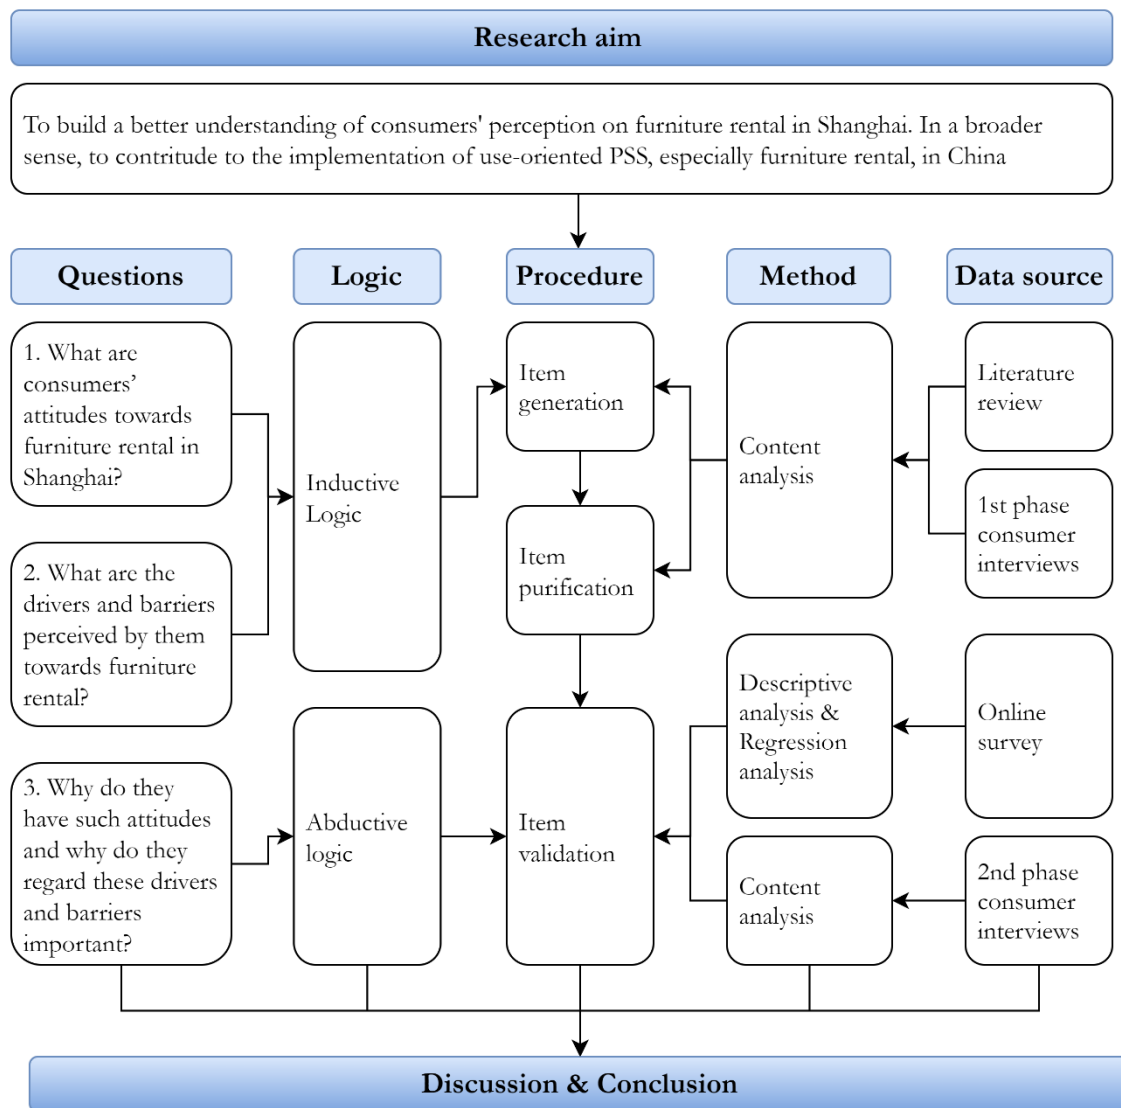 Research aim
To build a better understanding of consumers' perception on furniture rental in Shanghai. In a broader
sense, to contritude to the implementation of use-oriented PSS, especially furniture rental, in China
Questions
Logic
Procedure
Method
Data source
1. What are
consumers’
attitudes towards
furniture rental in
Shanghai?
2. What are the
drivers and barriers
perceived by them
towards furniture
rental?
3. Why do they
have such attitudes
and why do they
regard these drivers
and barriers
important?
Inductive
Logic
Abductive
logic
Item
generation
Item
purification
Item
validation
Content
analysis
Descriptive
analysis &
Regression
analysis
Content
analysis
Literature
review
1st phase
consumer
interviews
Online
survey
2nd phase
consumer
interviews
Discussion & Conclusion